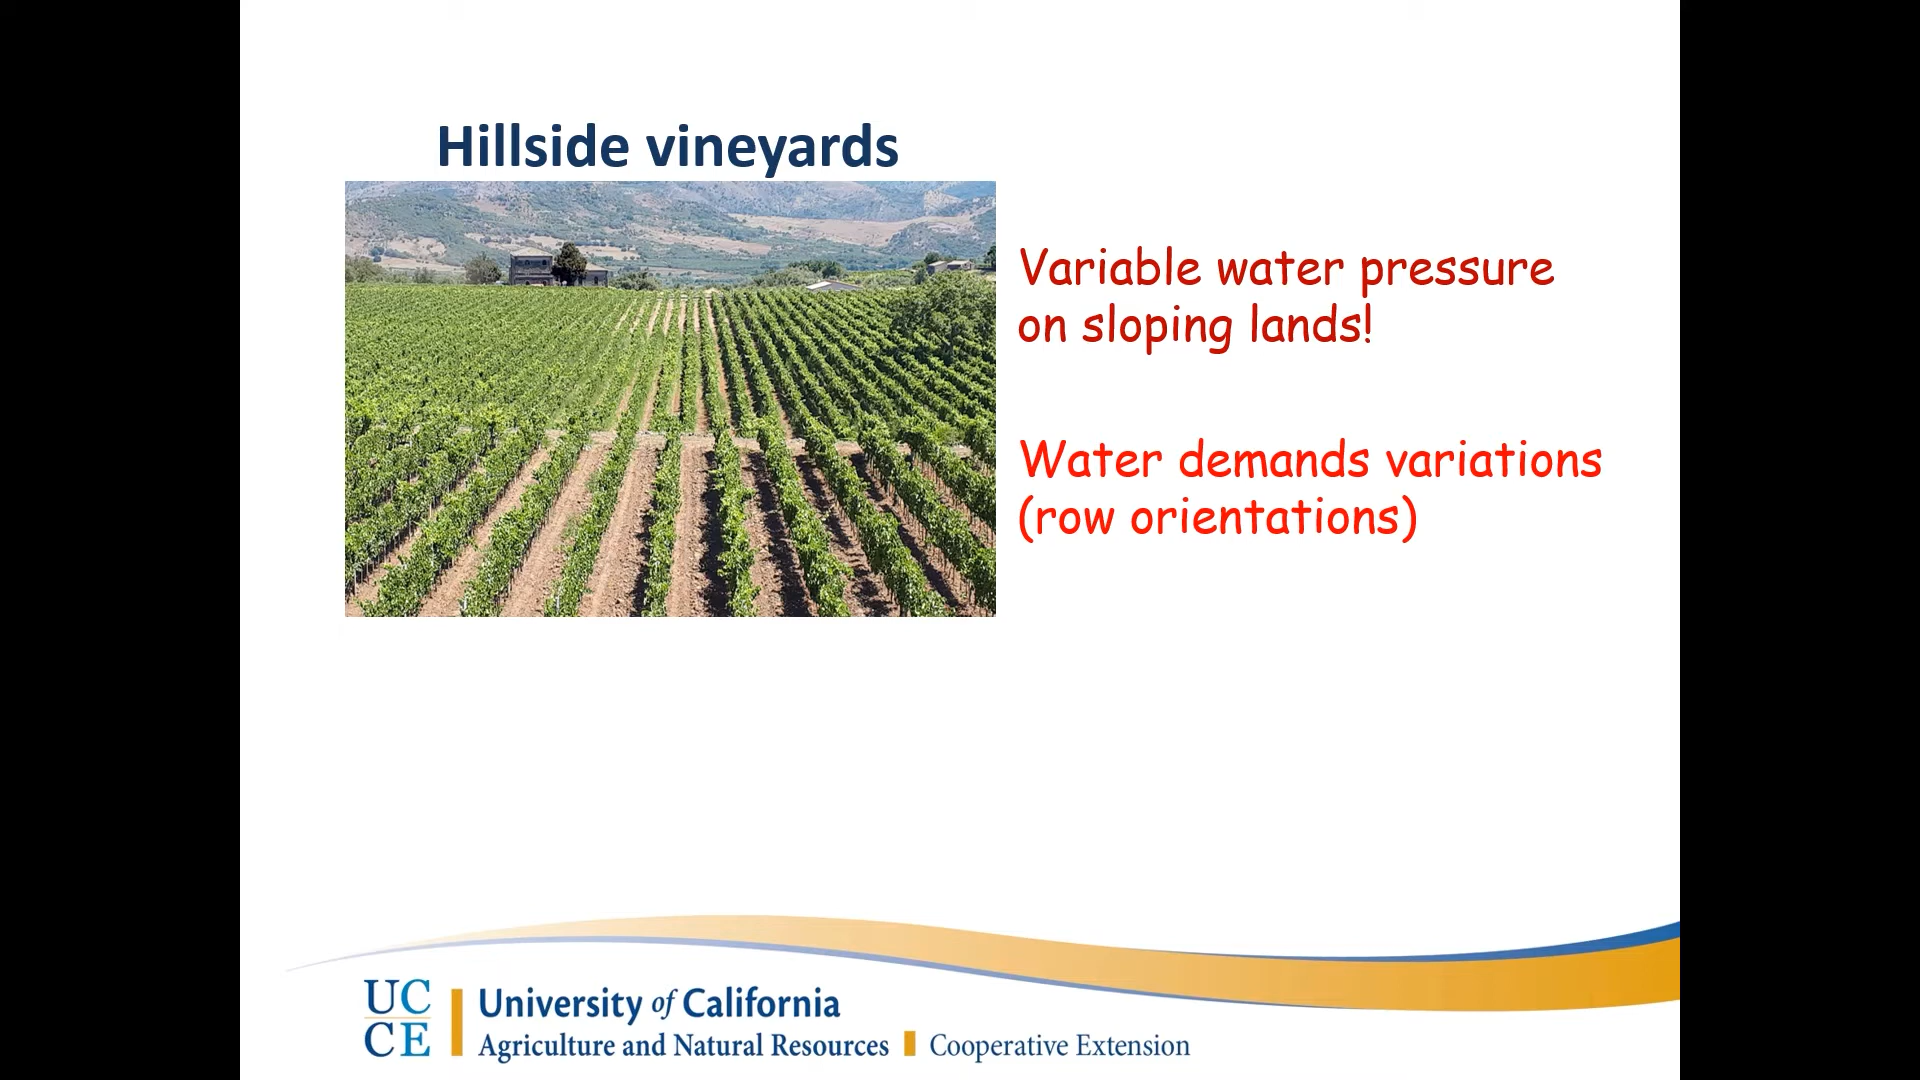 Hillside vineyards
Variable water pressure
on sloping lands!
Water demands variations
(row orientations)
UC
CE
University of California
Agriculture and Natural Resources
Cooperative Extension